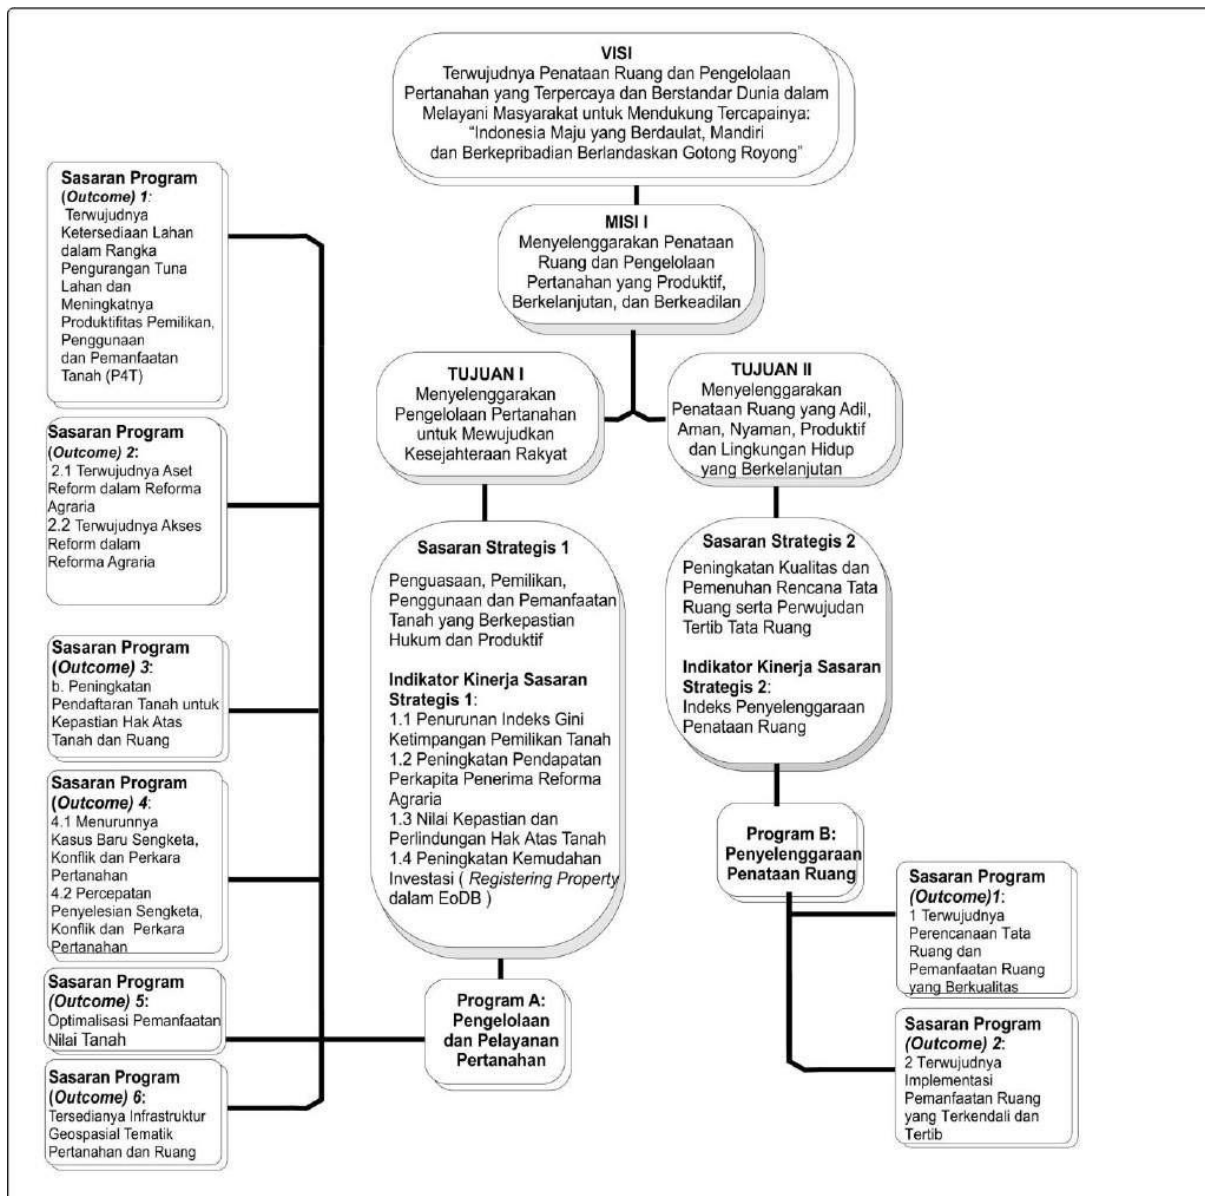 VISI
Terwujudnya Penataan Ruang dan Pengelolaan
Pertanahan yang Terpercaya dan Berstandar Dunia dalam
Melayani Masyarakat untuk Mendukung Tercapainya:
“Indonesia Maju yang Berdaulat, Mandiri
dan Berkepribadian Berlandaskan Gotong Royong”
MISI I
Menyelenggarakan Penataan
Ruang dan Pengelolaan
Pertanahan yang Produktif,
Berkelanjutan, dan Berkeadilan
TUJUAN I
Menyelenggarakan
Pengelolaan Pertanahan
untuk Mewujudkan
Kesejahteraan Rakyat
TUJUAN II
Menyelenggarakan
Penataan Ruang yang Adil,
Aman, Nyaman, Produktif
dan Lingkungan Hidup
yang Berkelanjutan
Sasaran Strategis 1
Penguasaan, Pemilikan,
Penggunaan dan Pemanfaatan
Tanah yang Berkepastian
Hukum dan Produktif
Indikator Kinerja Sasaran
Strategis 1:
1.1 Penurunan Indeks Gini
Ketimpangan Pemilikan Tanah
1.2 Peningkatan Pendapatan
Perkapita Penerima Reforma
Agraria
1.3 Nilai Kepastian dan
Perlindungan Hak Atas Tanah
1.4 Peningkatan Kemudahan
Investasi ( Registering Property
dalam EoDB )
Sasaran Strategis 2
Peningkatan Kualitas dan
Pemenuhan Rencana Tata
Ruang serta Perwujudan
Tertib Tata Ruang
Indikator Kinerja Sasaran
Strategis 2:
Indeks Penyelenggaraan
Penataan Ruang
Program A:
Pengelolaan
dan Pelayanan
Pertanahan
Program B:
Penyelenggaraan
Penataan Ruang
Sasaran Program
(Outcome) 1:
Terwujudnya
Ketersediaan Lahan
dalam Rangka
Pengurangan Tuna
Lahan dan
Meningkatnya
Produktifitas Pemilikan,
Penggunaan
dan Pemanfaatan
Tanah (P4T)
Sasaran Program
(Outcome) 2:
2.1 Terwujudnya Aset
Reform dalam Reforma
Agraria
2.2 Terwujudnya Akses
Reform dalam
Reforma Agraria
Sasaran Program
(Outcome) 3:
b. Peningkatan
Pendaftaran Tanah untuk
Kepastian Hak Atas
Tanah dan Ruang
Sasaran Program
(Outcome) 4:
4.1 Menurunnya
Kasus Baru Sengketa,
Konflik dan Perkara
Pertanahan
4.2 Percepatan
Penyelesian Sengketa,
Konflik dan Perkara
Pertanahan
Sasaran Program
(Outcome) 5:
Optimalisasi Pemanfaatan
Nilai Tanah
Sasaran Program
(Outcome) 6:
Tersedianya Infrastruktur
Geospasial Tematik
Pertanahan dan Ruang
Sasaran Program
(Outcome)1:
1 Terwujudnya
Perencanaan Tata
Ruang dan
Pemanfaatan Ruang
yang Berkualitas
Sasaran Program
(Outcome) 2:
2 Terwujudnya
Implementasi
Pemanfaatan Ruang
yang Terkendali dan
Tertib